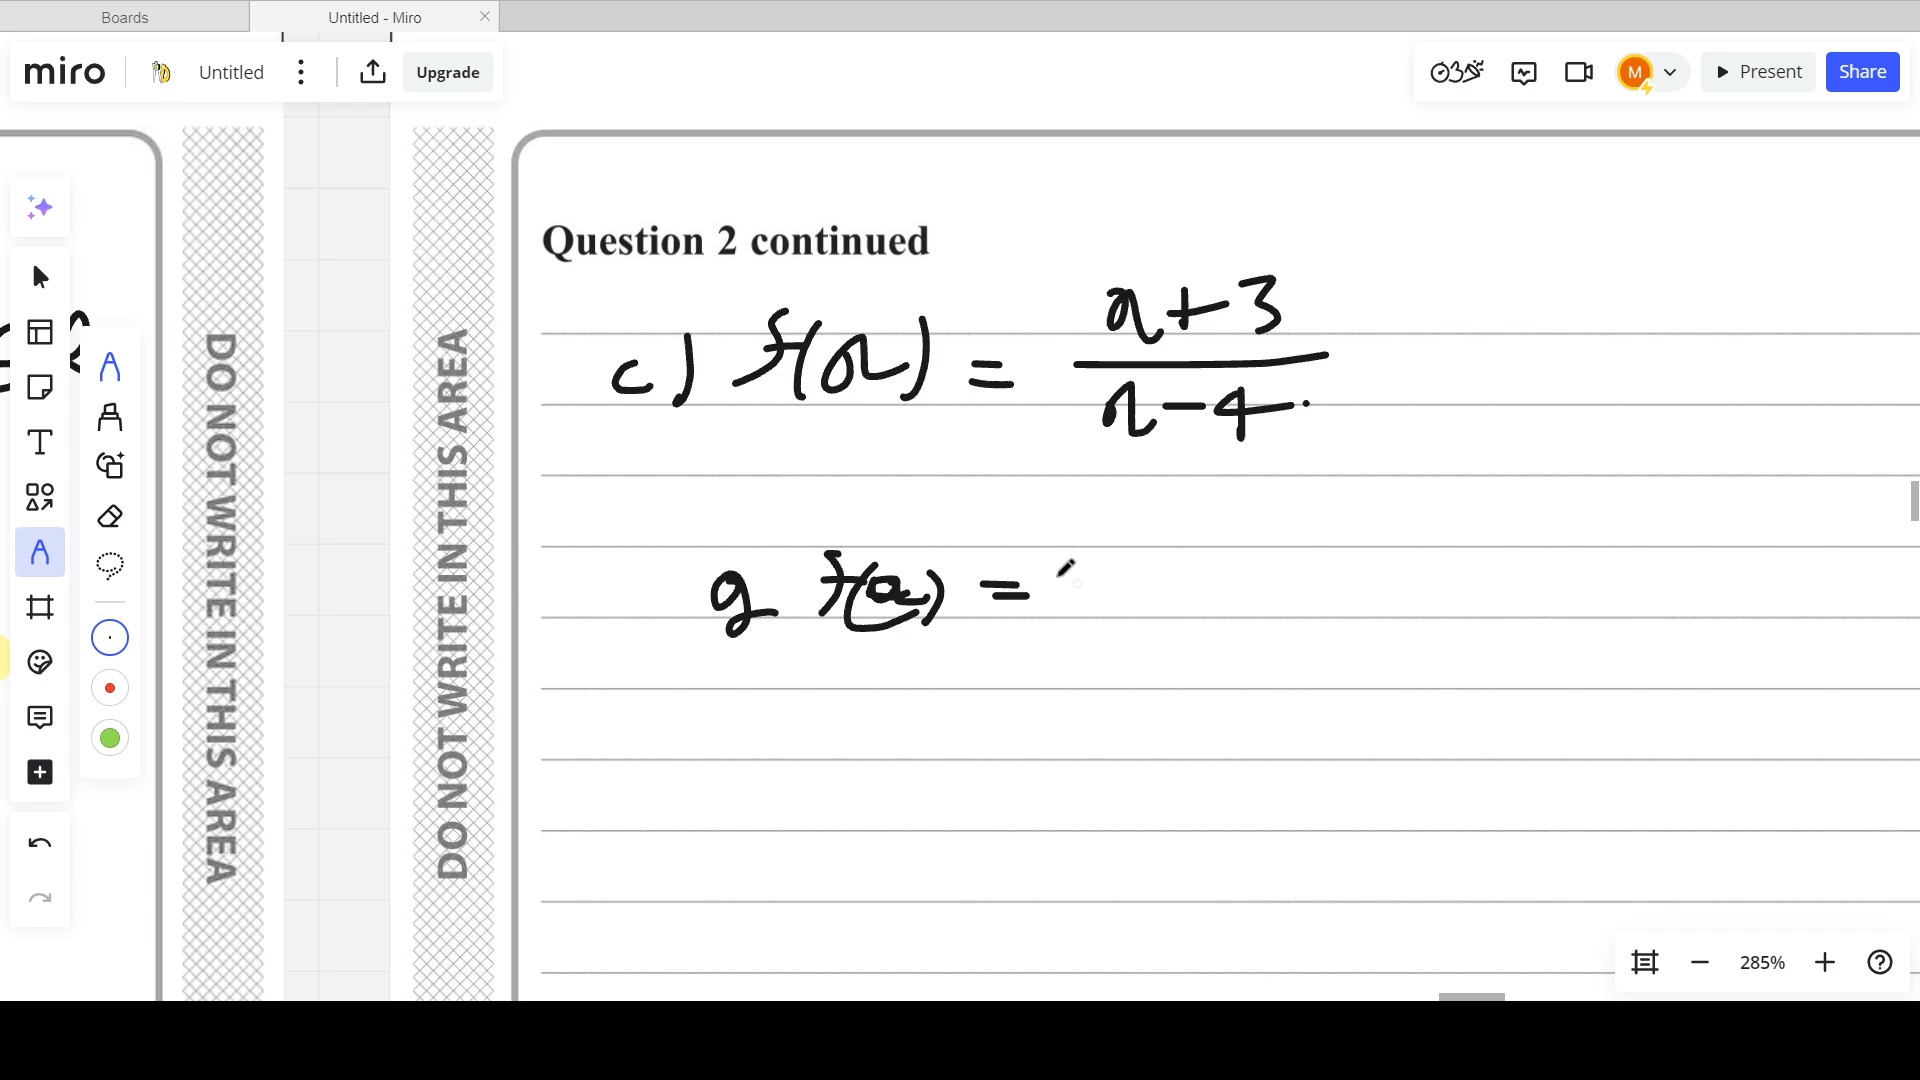 Boards
Untitled - Miro
miro
Untitled
Upgrade
M
Present
Share
DO NOT WRITE IN THIS AREA
DO NOT WRITE IN THIS AREA
Question 2 continued
c) f(x) = x+3
x-4.
g f(x) =
285%